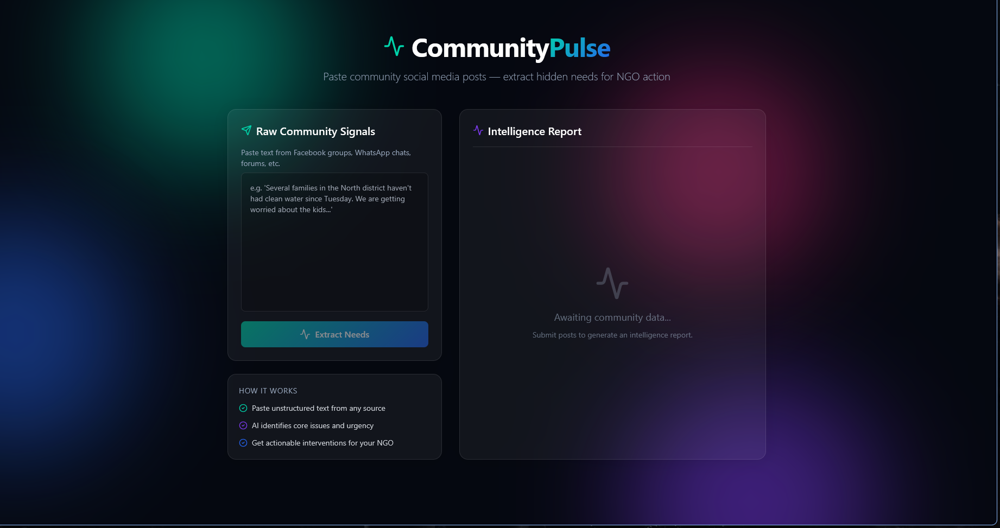 CommunityPulse
Paste community social media posts — extract hidden needs for NGO action
Raw Community Signals
Paste text from Facebook groups, WhatsApp chats,
forums, etc.
e.g. 'Several families in the North district haven't
had clean water since Tuesday. We are getting
worried about the kids...'
Extract Needs
HOW IT WORKS
Paste unstructured text from any source
AI identifies core issues and urgency
Get actionable interventions for your NGO
Intelligence Report
Awaiting community data...
Submit posts to generate an intelligence report.